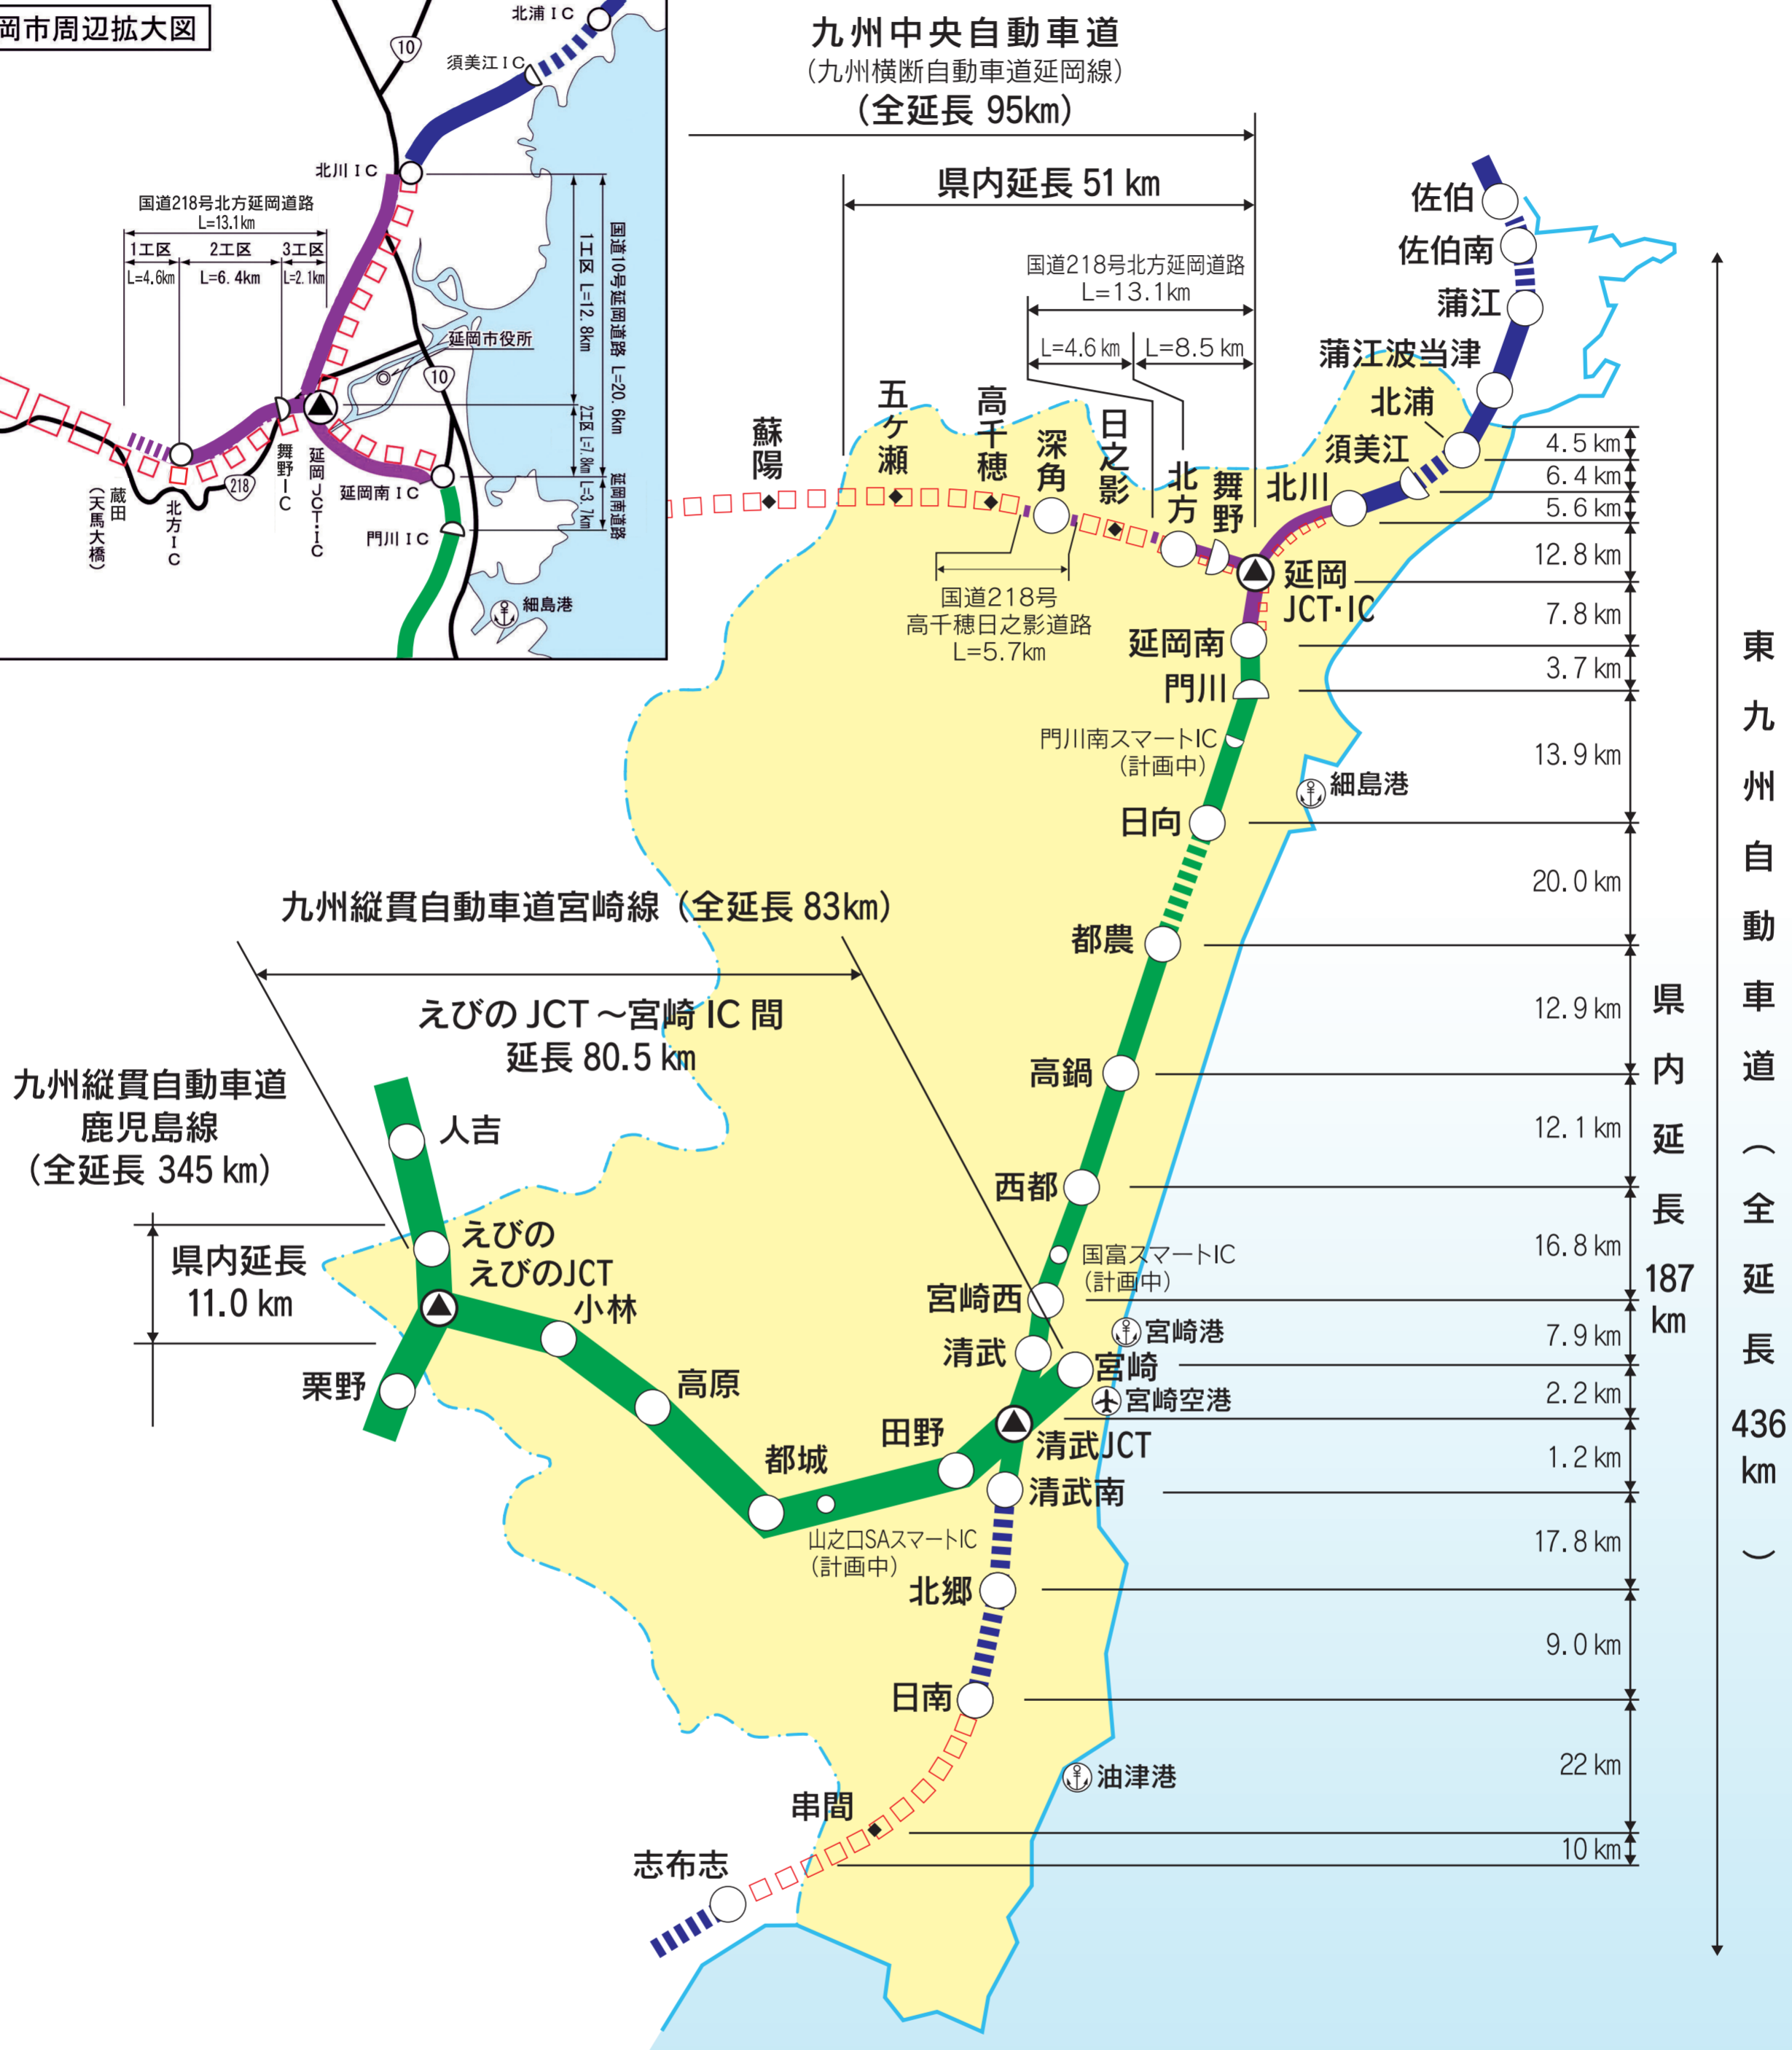 岡市周辺拡大図
北浦IC
10
須美江IC
北川IC
国道218号北方延岡道路
L=13.1km
1工区
2工区
3工区
L=4.6km
L=6.4km
L=2.1km
国道10号延岡道路 L=20.6km
1工区 L=12.8km
2工区 L=7.8km
延岡南道路
L=3.7km
延岡市役所
10
舞野IC
延岡JCT・IC
延岡南IC
218
蔵田
(天馬大橋)
北方IC
門川IC
細島港
九州中央自動車道
(九州横断自動車道延岡線)
(全延長 95km)
県内延長 51km
国道218号北方延岡道路
L=13.1km
L=4.6km
L=8.5km
蘇陽
五ケ瀬
高千穂
深角
日之影
北方
舞野
北川
須美江
北浦
蒲江波当津
蒲江
佐伯南
佐伯
国道218号
高千穂日之影道路
L=5.7km
延岡
JCT・IC
延岡南
門川
門川南スマートIC
(計画中)
細島港
日向
都農
高鍋
西都
国富スマートIC
(計画中)
宮崎西
宮崎港
清武
宮崎
宮崎空港
清武JCT
清武南
田野
都城
山之口SAスマートIC
(計画中)
北郷
日南
油津港
串間
志布志
九州縦貫自動車道宮崎線(全延長 83km)
えびの JCT～宮崎 IC 間
延長 80.5 km
九州縦貫自動車道
鹿児島線
(全延長 345 km)
県内延長
11.0 km
人吉
えびの
えびのJCT
小林
高原
栗野
4.5 km
6.4 km
5.6 km
12.8 km
7.8 km
3.7 km
13.9 km
20.0 km
12.9 km
12.1 km
16.8 km
7.9 km
2.2 km
1.2 km
17.8 km
9.0 km
22 km
10 km
県内延長187km
東九州自動車道(全延長436km)